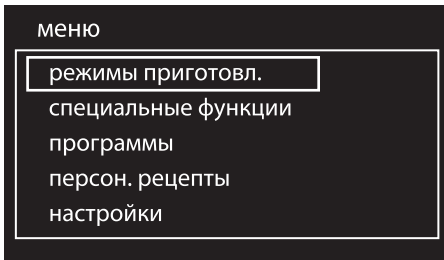 меню
режимы приготовл.
специальные функции
программы
персон. рецепты
настройки